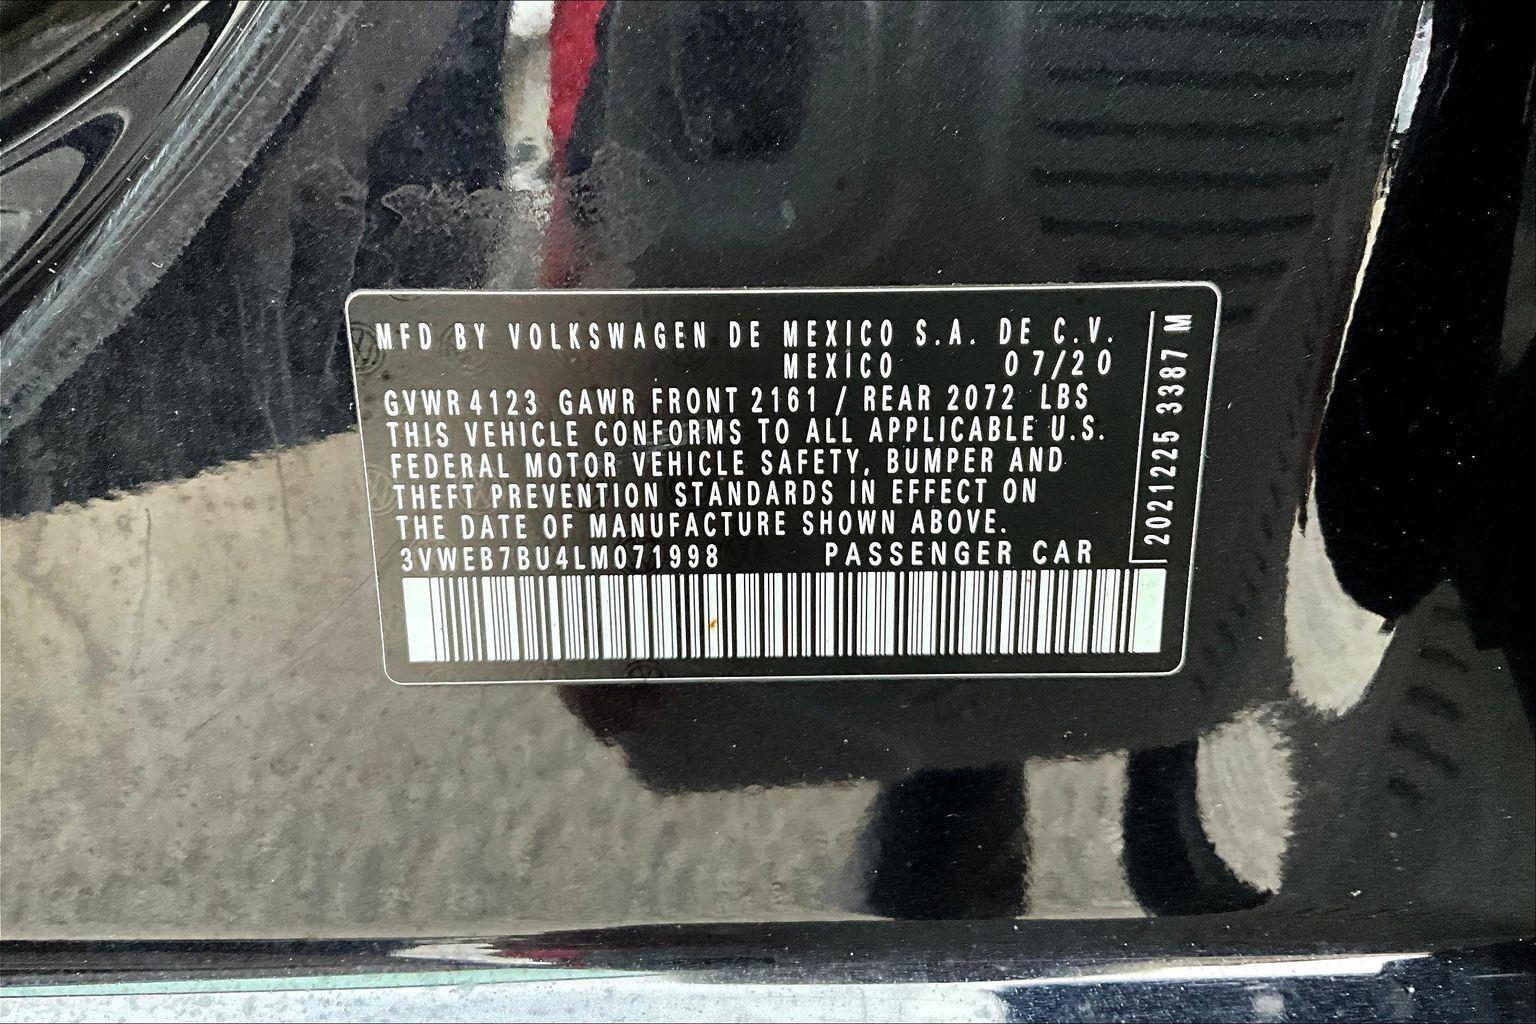 MFD BY VOLKSWAGEN DE MEXICO S.A. DE C.V.
MEXICO 07/20
GVWR 4123 GAWR FRONT 2161 / REAR 2072 LBS
THIS VEHICLE CONFORMS TO ALL APPLICABLE U.S.
FEDERAL MOTOR VEHICLE SAFETY, BUMPER AND
THEFT PREVENTION STANDARDS IN EFFECT ON
THE DATE OF MANUFACTURE SHOWN ABOVE.
3VWEB7BU4LM071998 PASSENGER CAR
2021225 3387 M